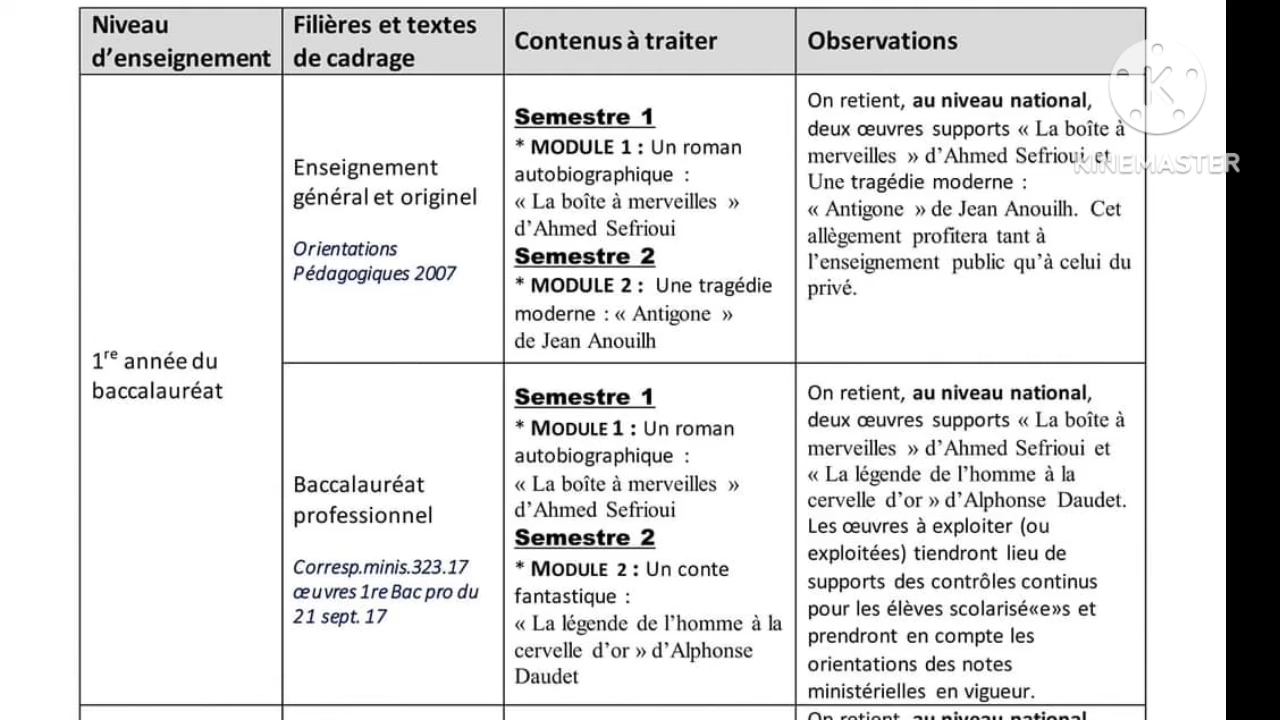 Niveau
d’enseignement
Filières et textes
de cadrage
Contenus à traiter
Observations
1re année du
baccalauréat
Enseignement
général et originel
Orientations
Pédagogiques 2007
Semestre 1
* MODULE 1 : Un roman
autobiographique :
« La boîte à merveilles »
d’Ahmed Sefrioui
Semestre 2
* MODULE 2 : Une tragédie
moderne : « Antigone »
de Jean Anouilh
On retient, au niveau national,
deux œuvres supports « La boîte à
merveilles » d’Ahmed Sefrioui et
Une tragédie moderne :
« Antigone » de Jean Anouilh. Cet
allègement profitera tant à
l’enseignement public qu’à celui du
privé.
Baccalauréat
professionnel
Corresp.minis.323.17
œuvres 1re Bac pro du
21 sept. 17
Semestre 1
* MODULE 1 : Un roman
autobiographique :
« La boîte à merveilles »
d’Ahmed Sefrioui
Semestre 2
* MODULE 2 : Un conte
fantastique :
« La légende de l’homme à la
cervelle d’or » d’Alphonse
Daudet
On retient, au niveau national,
deux œuvres supports « La boîte à
merveilles » d’Ahmed Sefrioui et
« La légende de l’homme à la
cervelle d’or » d’Alphonse Daudet.
Les œuvres à exploiter (ou
exploitées) tiendront lieu de
supports des contrôles continus
pour les élèves scolarisé«e»s et
prendront en compte les
orientations des notes
ministérielles en vigueur.
On retient, au niveau national,
K
KINEMASTER